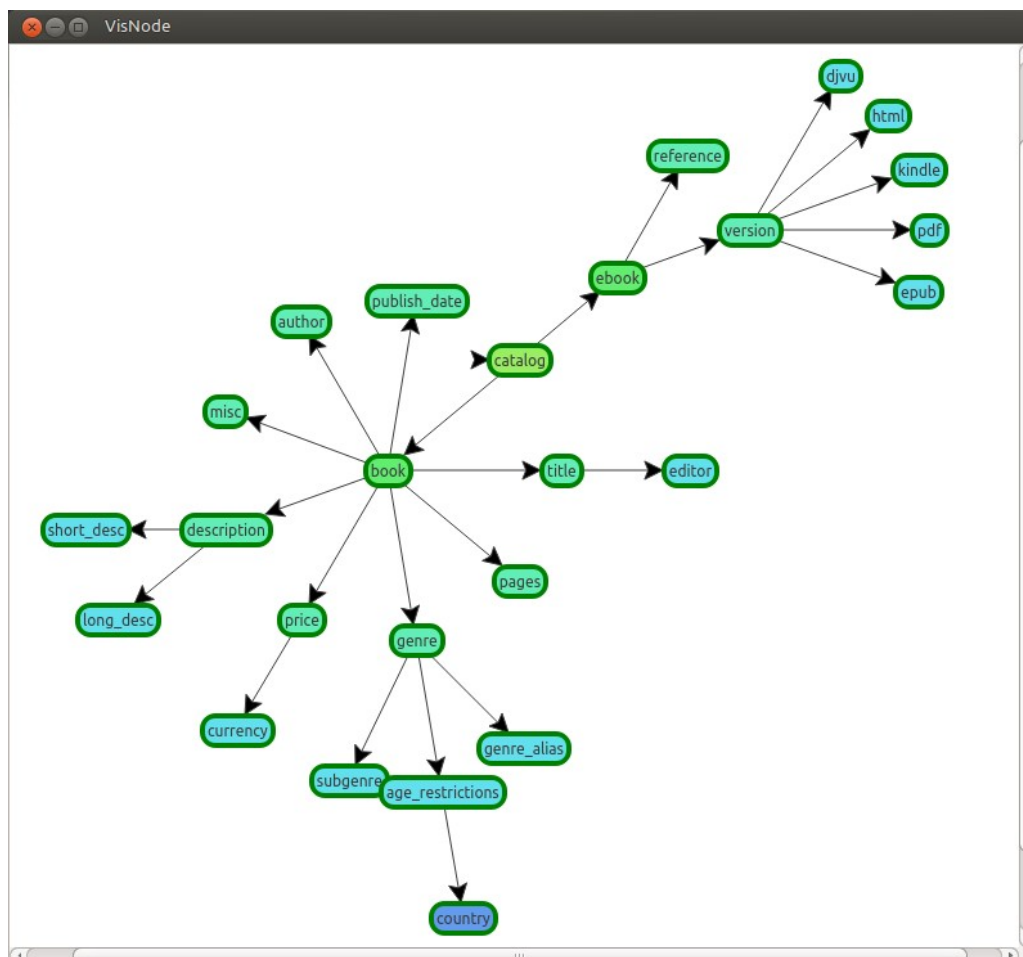 VisNode
djvu
html
reference
kindle
version
pdf
ebook
epub
publish_date
author
catalog
misc
book
title
editor
short_desc
description
pages
long_desc
price
genre
currency
genre_alias
subgenre
age_restrictions
country